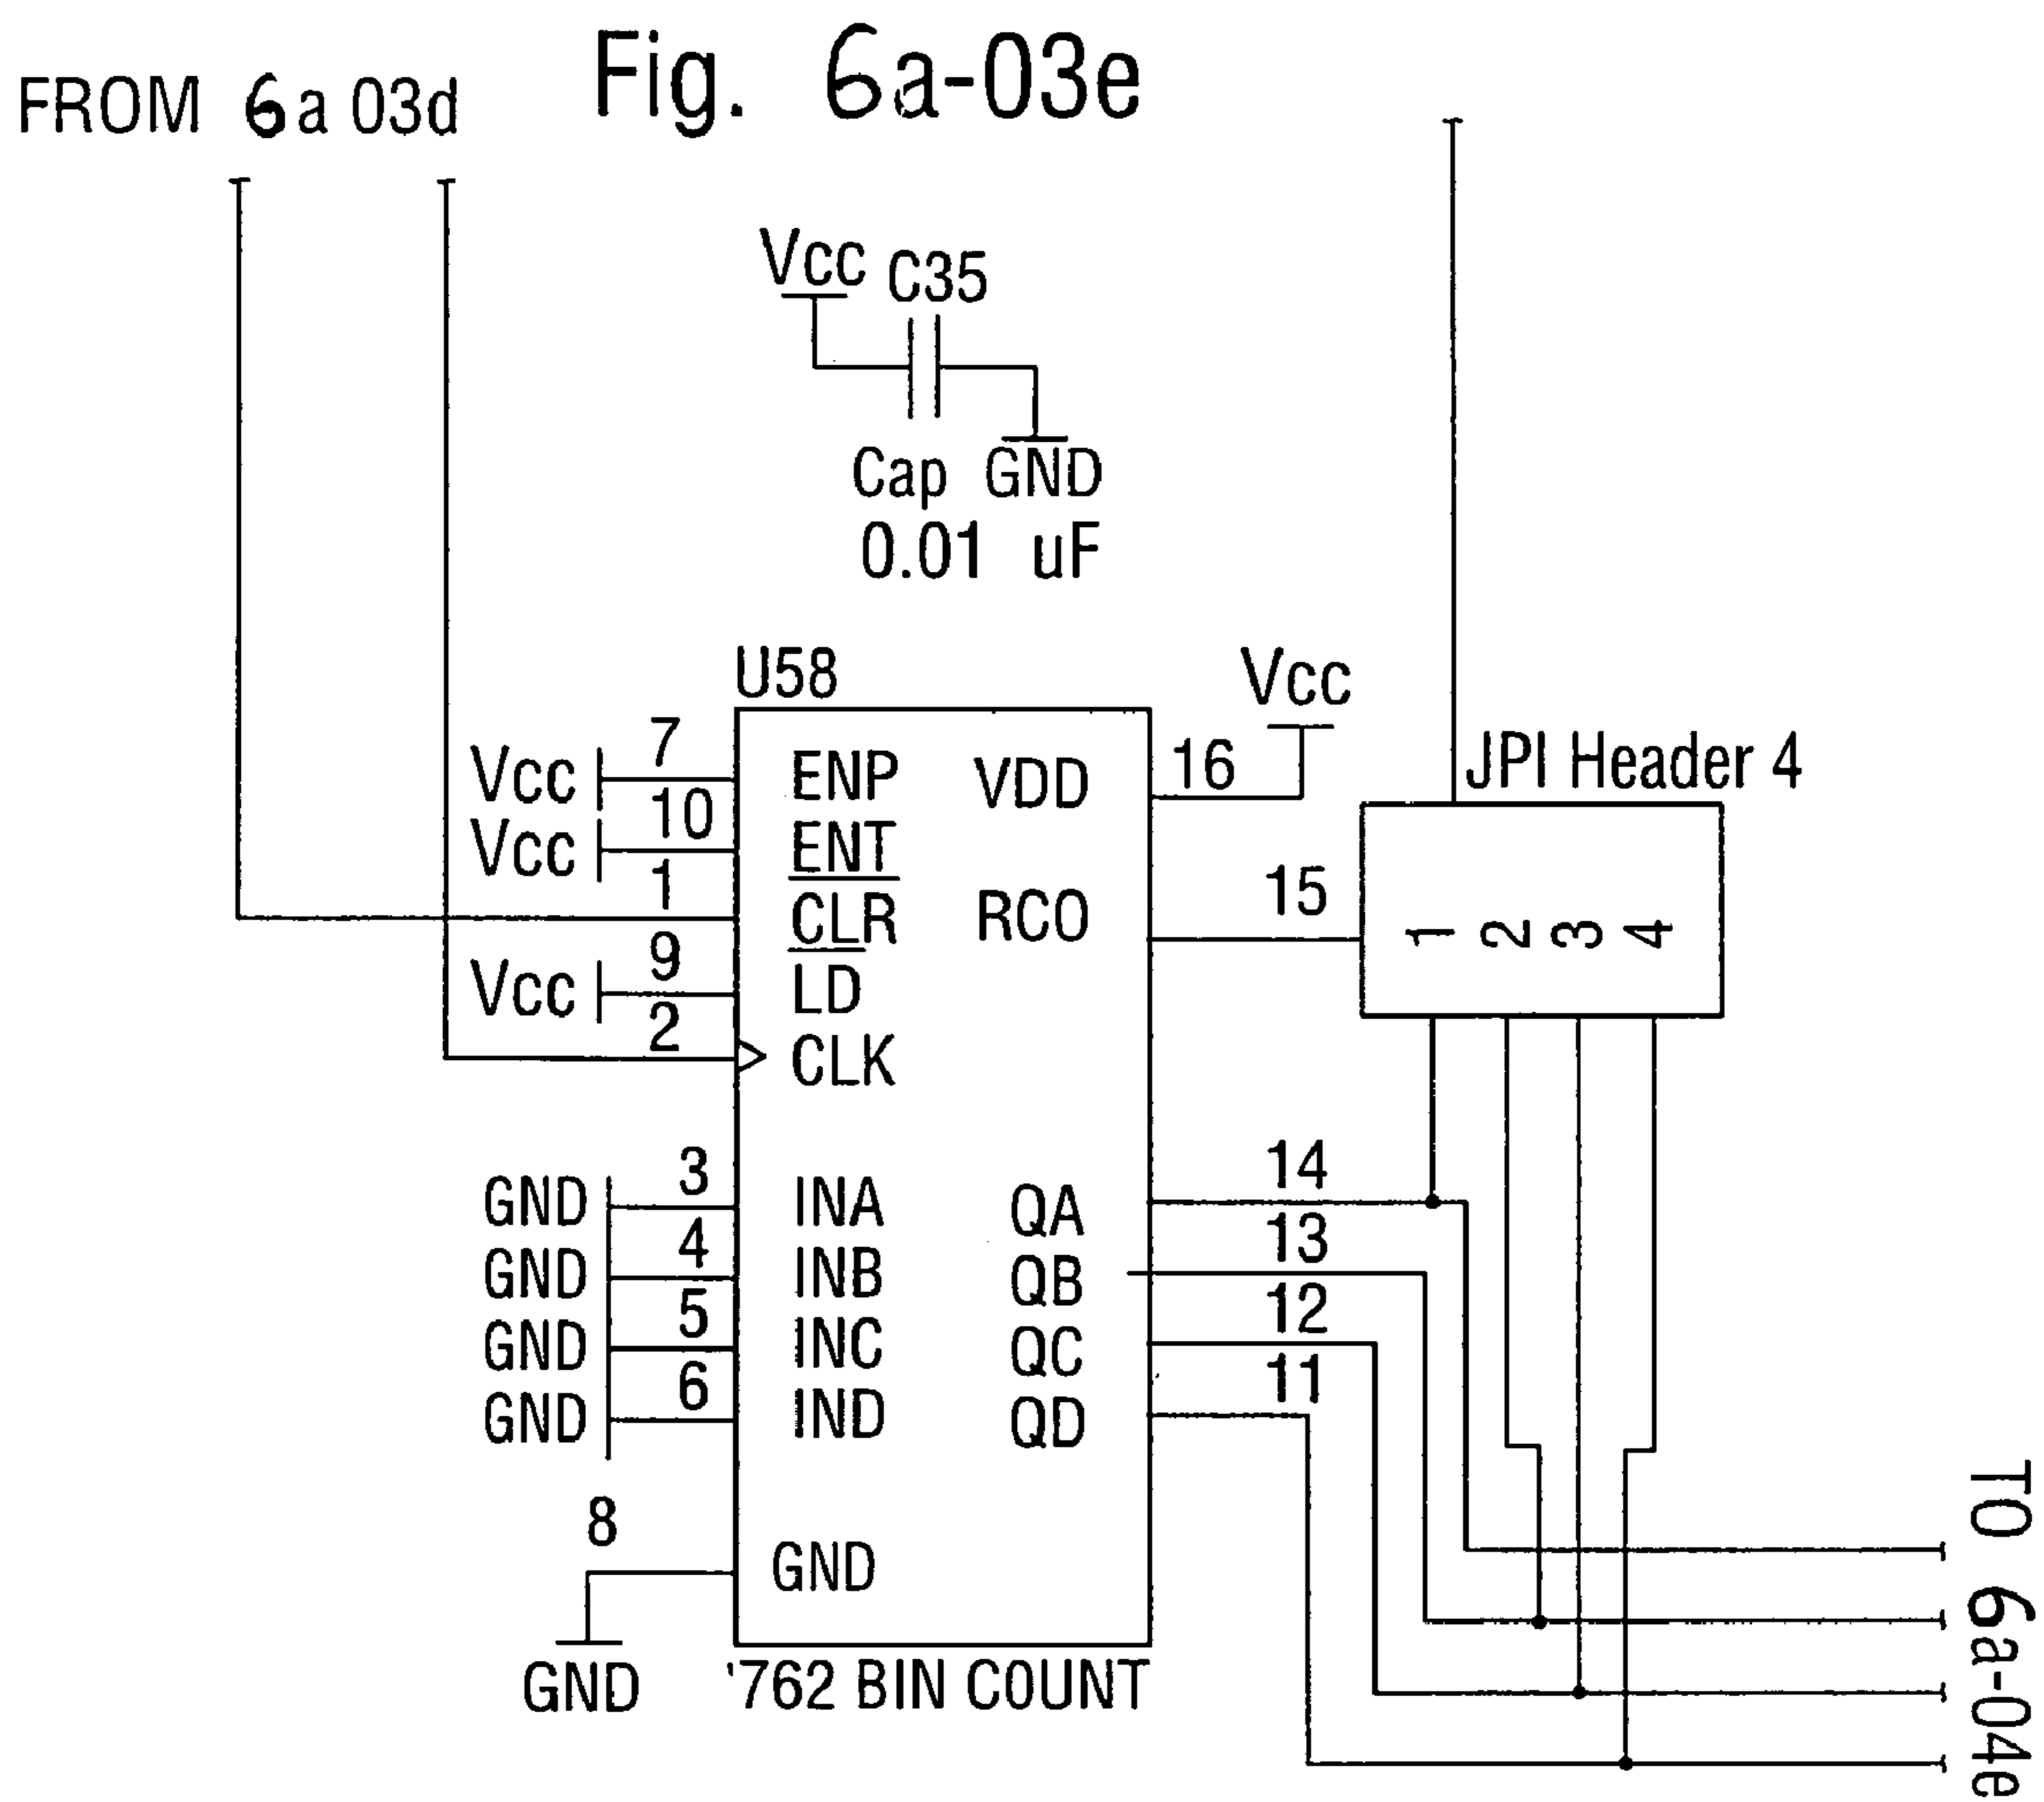 Fig. 6a-03e
FROM 6a 03d
Vcc C35
Cap GND
0.01 uF
U58
Vcc
JPI Header 4
Vcc 7 ENP VDD 16
Vcc 10 ENT
1 CLR RCO 15
1 2 3 4
Vcc 9 LD
2 CLK
GND 3 INA QA 14
GND 4 INB QB 13
GND 5 INC QC 12
GND 6 IND QD 11
8 GND
GND
'762 BIN COUNT
TO 6a-04e